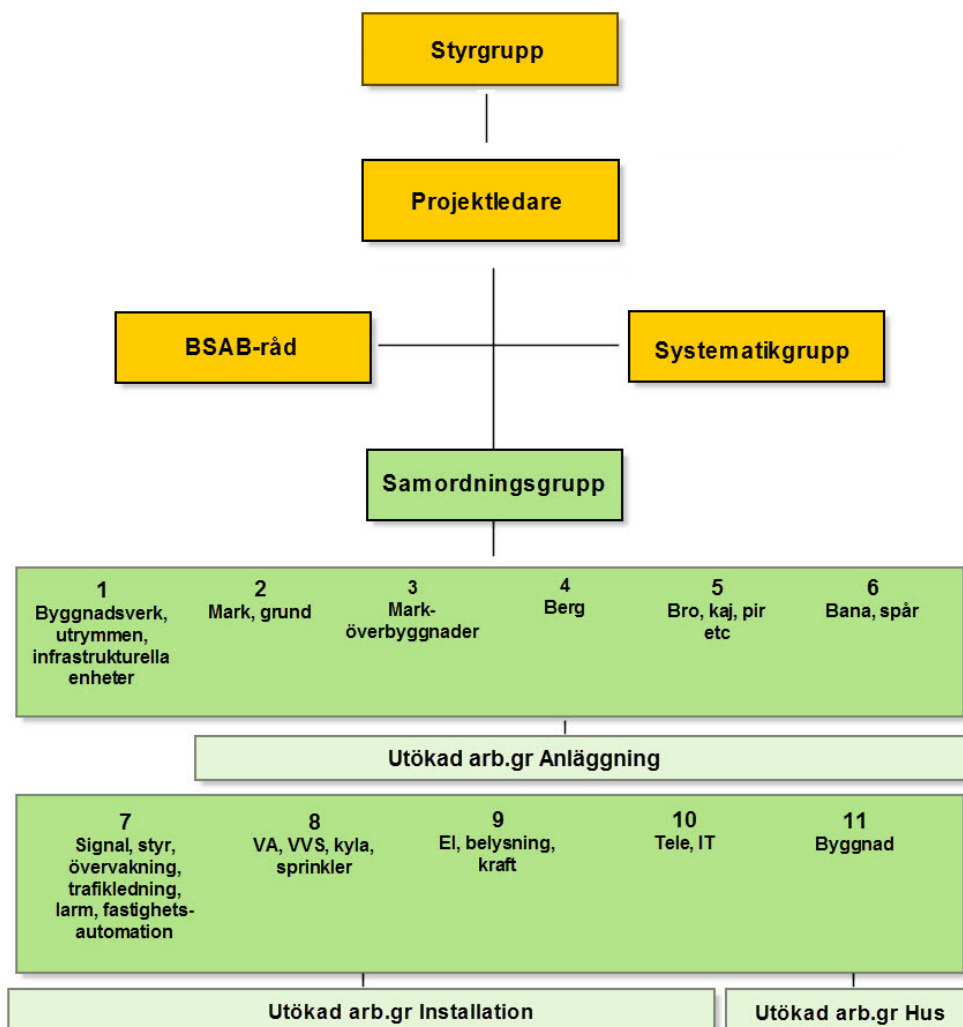 Styrgrupp
Projektledare
BSAB-råd
Systematikgrupp
Samordningsgrupp
1
Byggnadsverk,
utrymmen,
infrastrukturella
enheter
2
Mark, grund
3
Mark-
överbyggnader
4
Berg
5
Bro, kaj, pir
etc
6
Bana, spår
Utökad arb.gr Anläggning
7
Signal, styr,
övervakning,
trafikledning,
larm, fastighets-
automation
8
VA, VVS, kyla,
sprinkler
9
El, belysning,
kraft
10
Tele, IT
11
Byggnad
Utökad arb.gr Installation
Utökad arb.gr Hus